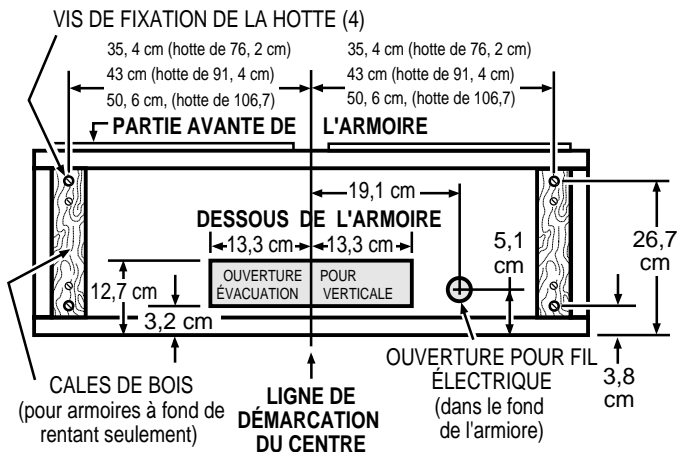 VIS DE FIXATION DE LA HOTTE (4)
35, 4 cm (hotte de 76, 2 cm)
43 cm (hotte de 91, 4 cm)
50, 6 cm, (hotte de 106,7)
35, 4 cm (hotte de 76, 2 cm)
43 cm (hotte de 91, 4 cm)
50, 6 cm, (hotte de 106,7)
PARTIE AVANTE DE L'ARMOIRE
19,1 cm
DESSOUS DE L'ARMOIRE
13,3 cm
13,3 cm
5,1
cm
26,7
cm
OUVERTURE POUR
ÉVACUATION VERTICALE
12,7 cm
3,2 cm
CALES DE BOIS
(pour armoires à fond de
rentant seulement)
LIGNE DE
DÉMARCATION
DU CENTRE
OUVERTURE POUR FIL
ÉLECTRIQUE
(dans le fond
de l'armiore)
3,8
cm